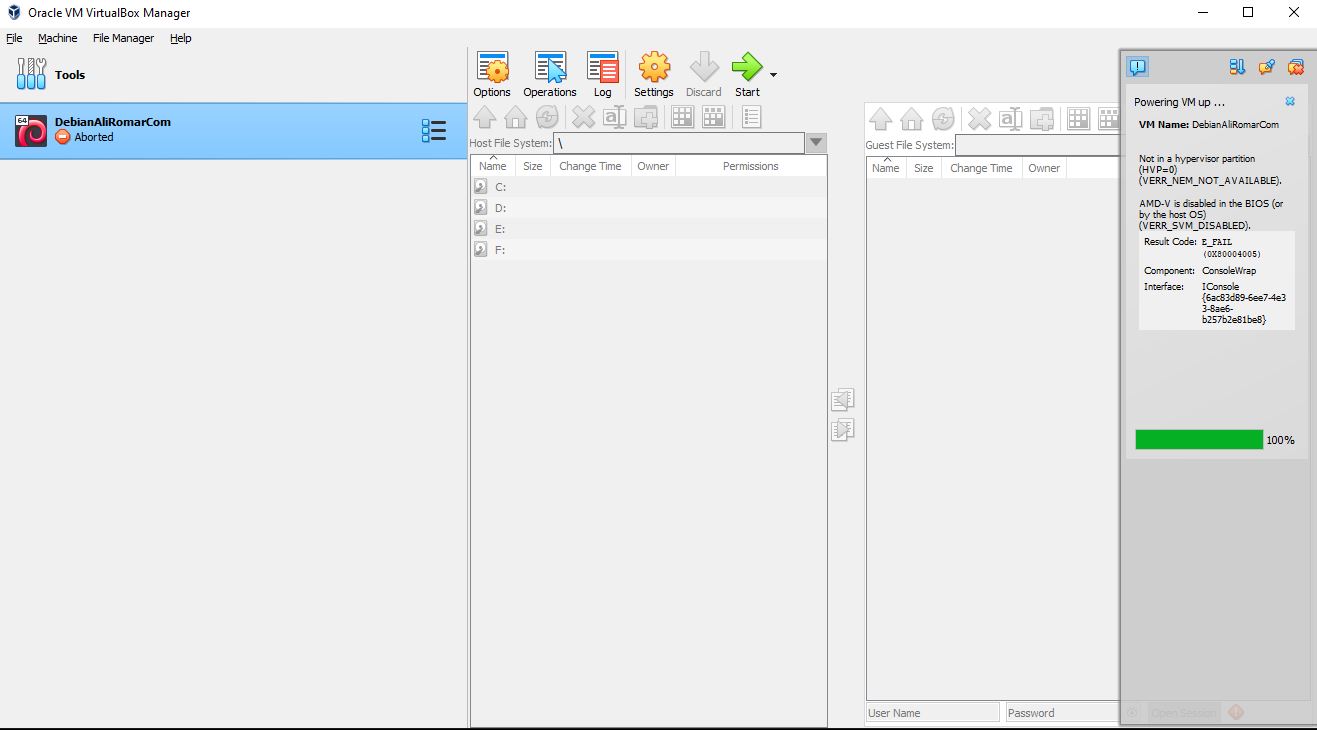 Oracle VM VirtualBox Manager
File Machine File Manager Help
Tools
64
DebianAliRomarCom
Aborted
Options Operations Log Settings Discard Start
Host File System: \
Name Size Change Time Owner Permissions
C:
D:
E:
F:
Guest File System:
Name Size Change Time Owner
User Name Password Open Session
Powering VM up ...
VM Name: DebianAliRomarCom
Not in a hypervisor partition
(HVP=0)
(VERR_NEM_NOT_AVAILABLE).
AMD-V is disabled in the BIOS (or
by the host OS)
(VERR_SVM_DISABLED).
Result Code: E_FAIL
(0X80004005)
Component: ConsoleWrap
Interface: IConsole
{6ac83d89-6ee7-4e3
3-8ae6-
b257b2e81be8}
100%